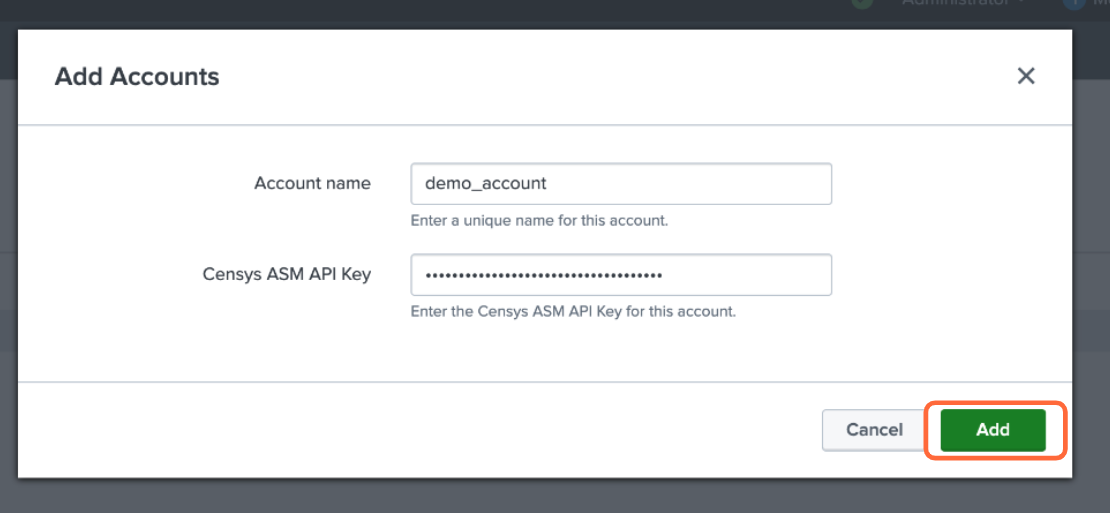 Administrator
Add Accounts
Account name
demo_account
Enter a unique name for this account.
Censys ASM API Key
••••••••••••••••••••••••••••••••••••
Enter the Censys ASM API Key for this account.
Cancel
Add